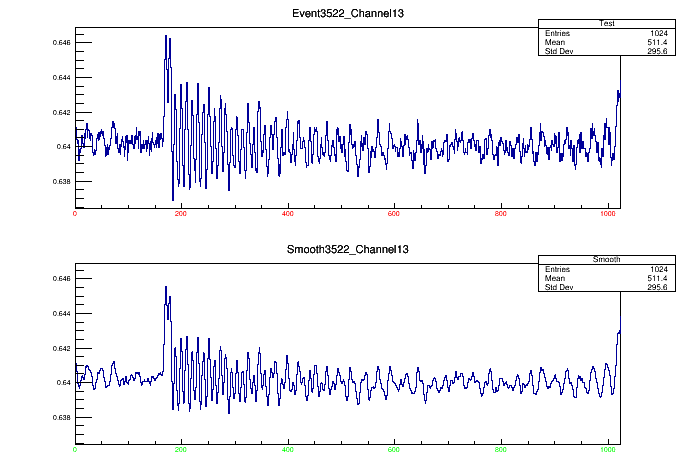 Event3522_Channel13
Test
Entries 1024
Mean 511.4
Std Dev 295.6
0.646
0.644
0.642
0.64
0.638
0 200 400 600 800 1000
Smooth3522_Channel13
Smooth
Entries 1024
Mean 511.4
Std Dev 295.6
0.646
0.644
0.642
0.64
0.638
0 200 400 600 800 1000